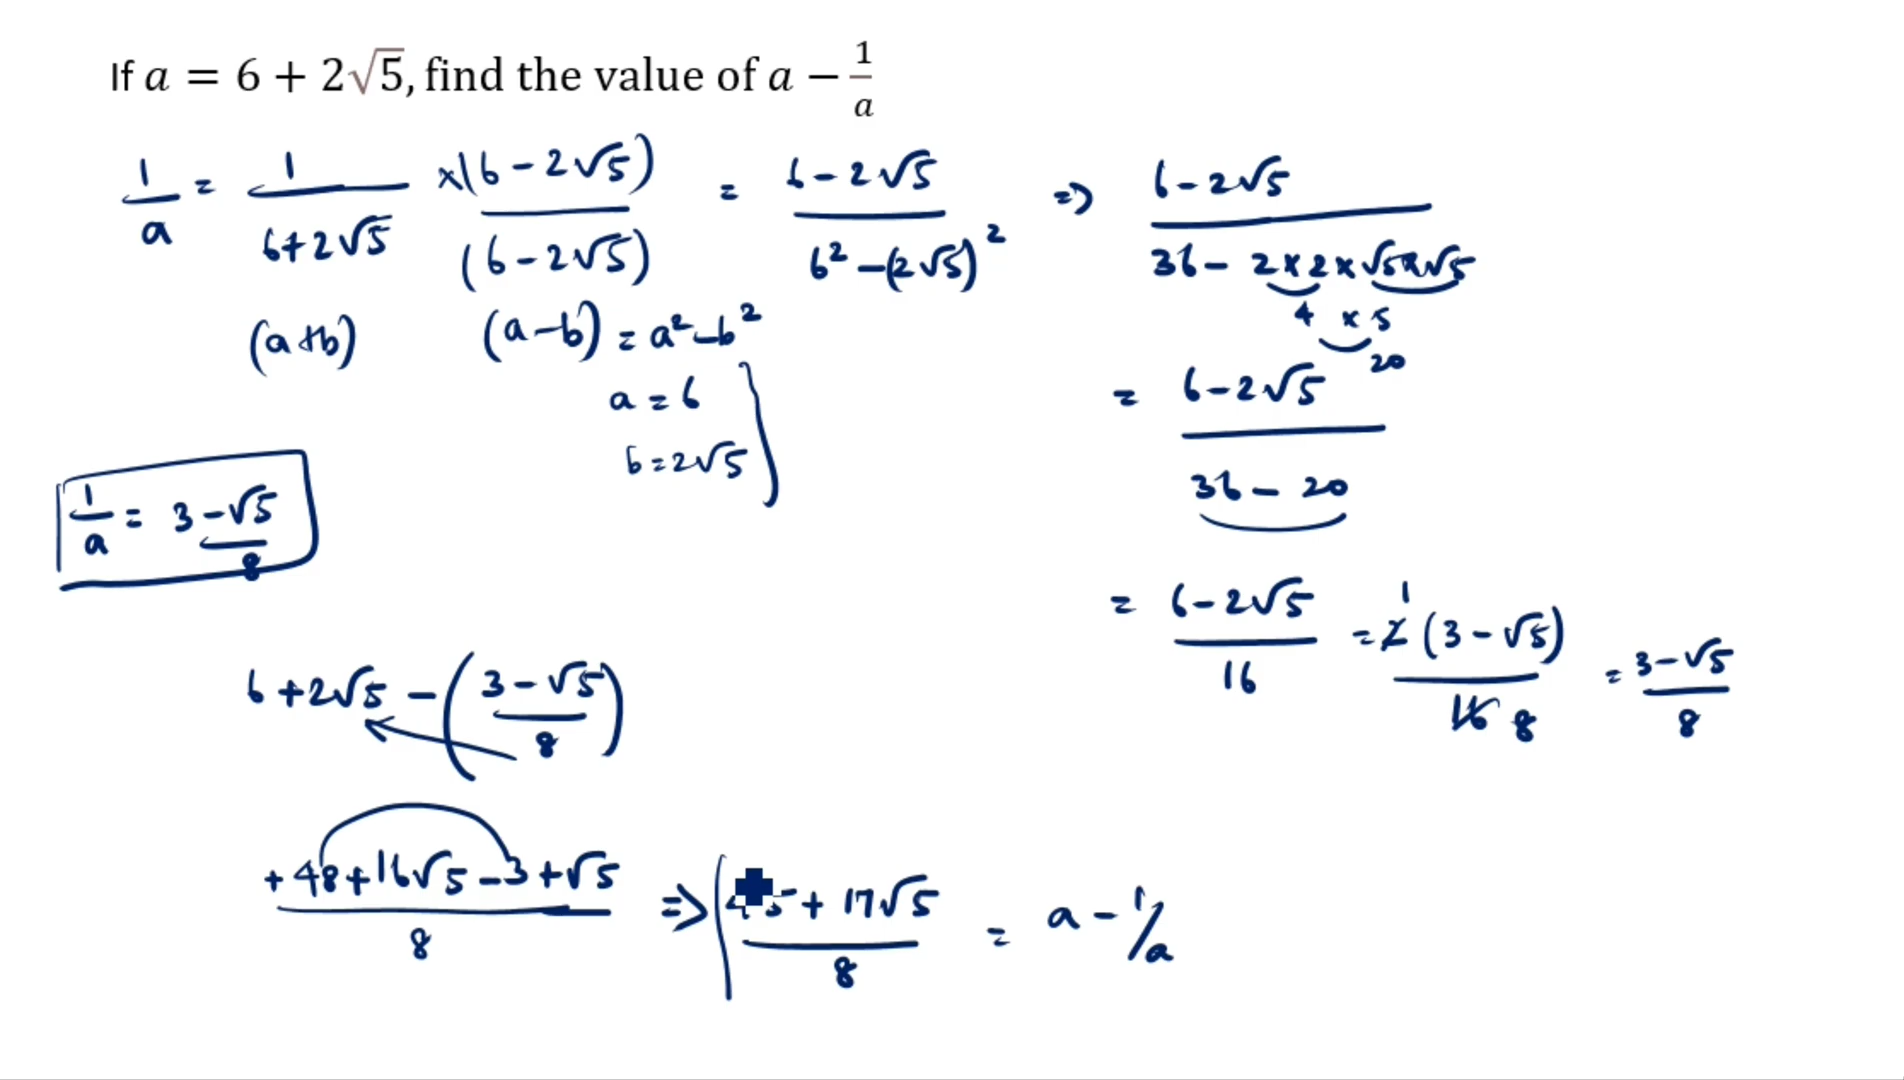 If a = 6 + 2√5, find the value of a − 1/a
1/a = 1/(6+2√5) × (6−2√5)/(6−2√5) = (6−2√5)/(6²−(2√5)²) ⇒ (6−2√5)/(36−2×2×√5×√5)
4 × 5
20
(a+b) (a−b) = a²−b²
a = 6
b = 2√5
= (6−2√5)/(36−20)
1/a = 3−√5/8
= (6−2√5)/16 = 2(3−√5)/16 1 8 = (3−√5)/8
6+2√5 − (3−√5/8)
(+48+16√5−3+√5)/8 ⇒ (45+17√5)/8 = a − 1/a